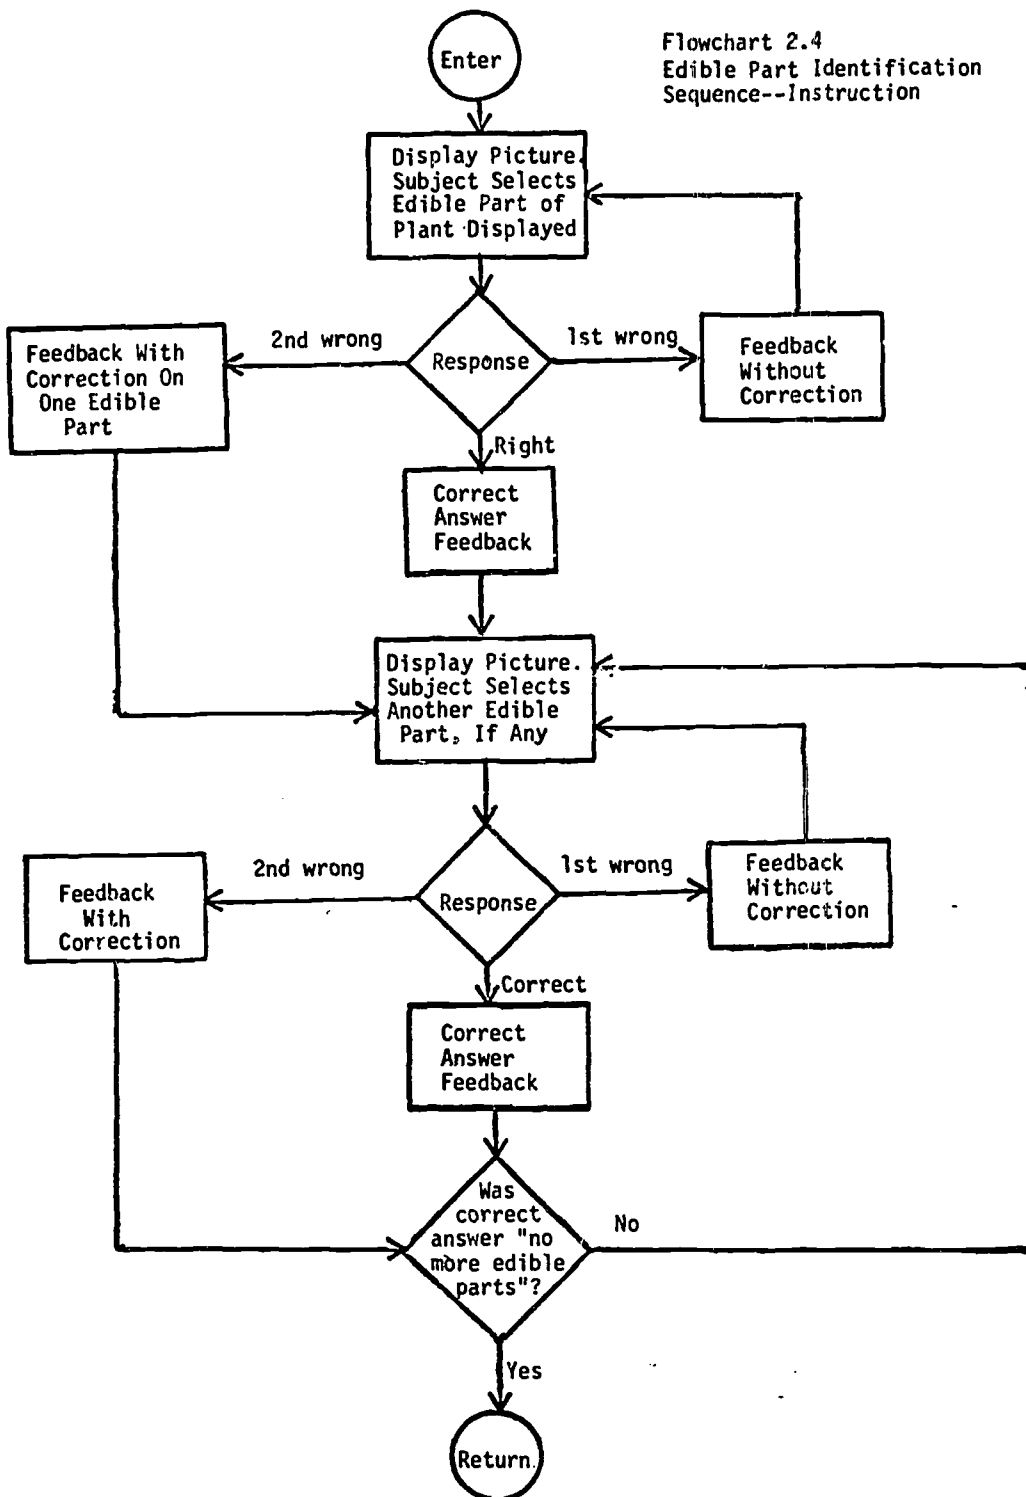 Flowchart 2.4
Edible Part Identification
Sequence--Instruction
Enter
Display Picture.
Subject Selects
Edible Part of
Plant Displayed
2nd wrong
Response
1st wrong
Feedback With
Correction On
One Edible
Part
Feedback
Without
Correction
Right
Correct
Answer
Feedback
Display Picture.
Subject Selects
Another Edible
Part, If Any
2nd wrong
Response
1st wrong
Feedback
With
Correction
Feedback
Without
Correction
Correct
Correct
Answer
Feedback
Was
correct
answer "no
more edible
parts"?
No
Yes
Return